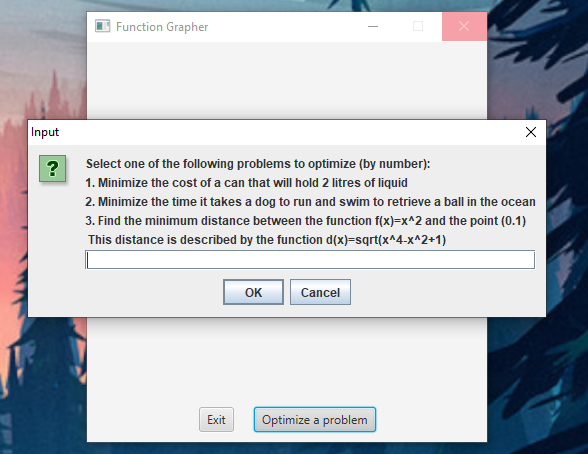 Function Grapher
Input
Select one of the following problems to optimize (by number):
1. Minimize the cost of a can that will hold 2 litres of liquid
2. Minimize the time it takes a dog to run and swim to retrieve a ball in the ocean
3. Find the minimum distance between the function f(x)=x^2 and the point (0.1)
This distance is described by the function d(x)=sqrt(x^4-x^2+1)
OK Cancel
Exit Optimize a problem